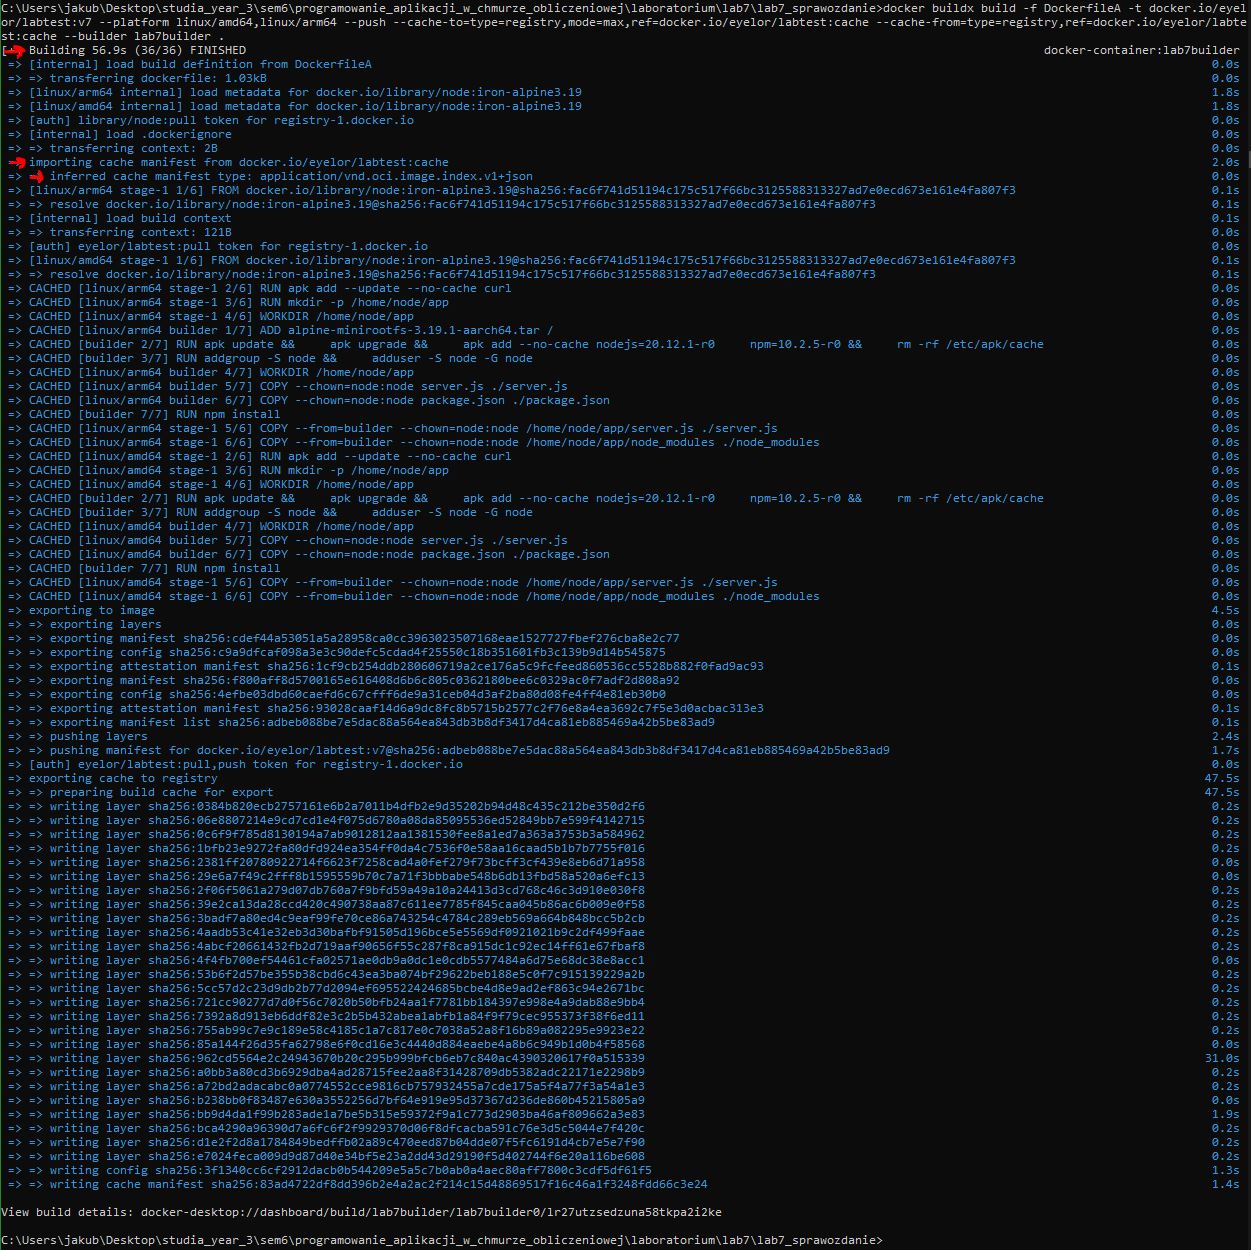 C:\Users\jakub\Desktop\studia_year_3\sem6\programowanie_aplikacji_w_chmurze_obliczeniowej\laboratorium\lab7\lab7_sprawozdanie>docker buildx build -f DockerfileA -t docker.io/eyel
or/labtest:v7 --platform linux/amd64,linux/arm64 --push --cache-to=type=registry,mode=max,ref=docker.io/eyelor/labtest:cache --cache-from=type=registry,ref=docker.io/eyelor/labte
st:cache --builder lab7builder .
[+] Building 56.9s (36/36) FINISHED docker-container:lab7builder
=> [internal] load build definition from DockerfileA 0.0s
=> => transferring dockerfile: 1.03kB 0.0s
=> [linux/arm64 internal] load metadata for docker.io/library/node:iron-alpine3.19 1.8s
=> [linux/amd64 internal] load metadata for docker.io/library/node:iron-alpine3.19 1.8s
=> [auth] library/node:pull token for registry-1.docker.io 0.0s
=> [internal] load .dockerignore 0.0s
=> => transferring context: 2B 0.0s
=> importing cache manifest from docker.io/eyelor/labtest:cache 2.0s
=> => inferred cache manifest type: application/vnd.oci.image.index.v1+json 0.0s
=> [linux/arm64 stage-1 1/6] FROM docker.io/library/node:iron-alpine3.19@sha256:fac6f741d51194c175c517f66bc3125588313327ad7e0ecd673e161e4fa807f3 0.1s
=> => resolve docker.io/library/node:iron-alpine3.19@sha256:fac6f741d51194c175c517f66bc3125588313327ad7e0ecd673e161e4fa807f3 0.1s
=> [internal] load build context 0.1s
=> => transferring context: 121B 0.0s
=> [auth] eyelor/labtest:pull token for registry-1.docker.io 0.0s
=> [linux/amd64 stage-1 1/6] FROM docker.io/library/node:iron-alpine3.19@sha256:fac6f741d51194c175c517f66bc3125588313327ad7e0ecd673e161e4fa807f3 0.1s
=> => resolve docker.io/library/node:iron-alpine3.19@sha256:fac6f741d51194c175c517f66bc3125588313327ad7e0ecd673e161e4fa807f3 0.1s
=> CACHED [linux/arm64 stage-1 2/6] RUN apk add --update --no-cache curl 0.0s
=> CACHED [linux/arm64 stage-1 3/6] RUN mkdir -p /home/node/app 0.0s
=> CACHED [linux/arm64 stage-1 4/6] WORKDIR /home/node/app 0.0s
=> CACHED [linux/arm64 builder 1/7] ADD alpine-minirootfs-3.19.1-aarch64.tar / 0.0s
=> CACHED [builder 2/7] RUN apk update && apk upgrade && apk add --no-cache nodejs=20.12.1-r0 npm=10.2.5-r0 && rm -rf /etc/apk/cache 0.0s
=> CACHED [builder 3/7] RUN addgroup -S node && adduser -S node -G node 0.0s
=> CACHED [linux/arm64 builder 4/7] WORKDIR /home/node/app 0.0s
=> CACHED [linux/arm64 builder 5/7] COPY --chown=node:node server.js ./server.js 0.0s
=> CACHED [linux/arm64 builder 6/7] COPY --chown=node:node package.json ./package.json 0.0s
=> CACHED [builder 7/7] RUN npm install 0.0s
=> CACHED [linux/arm64 stage-1 5/6] COPY --from=builder --chown=node:node /home/node/app/server.js ./server.js 0.0s
=> CACHED [linux/arm64 stage-1 6/6] COPY --from=builder --chown=node:node /home/node/app/node_modules ./node_modules 0.0s
=> CACHED [linux/amd64 stage-1 2/6] RUN apk add --update --no-cache curl 0.0s
=> CACHED [linux/amd64 stage-1 3/6] RUN mkdir -p /home/node/app 0.0s
=> CACHED [linux/amd64 stage-1 4/6] WORKDIR /home/node/app 0.0s
=> CACHED [builder 2/7] RUN apk update && apk upgrade && apk add --no-cache nodejs=20.12.1-r0 npm=10.2.5-r0 && rm -rf /etc/apk/cache 0.0s
=> CACHED [builder 3/7] RUN addgroup -S node && adduser -S node -G node 0.0s
=> CACHED [linux/amd64 builder 4/7] WORKDIR /home/node/app 0.0s
=> CACHED [linux/amd64 builder 5/7] COPY --chown=node:node server.js ./server.js 0.0s
=> CACHED [linux/amd64 builder 6/7] COPY --chown=node:node package.json ./package.json 0.0s
=> CACHED [builder 7/7] RUN npm install 0.0s
=> CACHED [linux/amd64 stage-1 5/6] COPY --from=builder --chown=node:node /home/node/app/server.js ./server.js 0.0s
=> CACHED [linux/amd64 stage-1 6/6] COPY --from=builder --chown=node:node /home/node/app/node_modules ./node_modules 0.0s
=> exporting to image 4.5s
=> => exporting layers 0.0s
=> => exporting manifest sha256:cdef44a53051a5a28958ca0cc3963023507168eae1527727fbef276cba8e2c77 0.0s
=> => exporting config sha256:c9a9dfcaf098a3e3c90defc5cdad4f25550c18b351601fb3c139b9d14b545875 0.0s
=> => exporting attestation manifest sha256:1cf9cb254ddb280606719a2ce176a5c9fcfeed860536cc5528b882f0fad9ac93 0.1s
=> => exporting manifest sha256:f800aff8d5700165e616408d6b6c805c0362180bee6c0329ac0f7adf2d808a92 0.0s
=> => exporting config sha256:4efbe03dbd60caefd6c67cfff6de9a31ceb04d3af2ba80d08fe4ff4e81eb30b0 0.0s
=> => exporting attestation manifest sha256:93028caaf14d6a9dc8fc8b5715b2577c2f76e8a4ea3692c7f5e3d0acbac313e3 0.1s
=> => exporting manifest list sha256:adbeb088be7e5dac88a564ea843db3b8df3417d4ca81eb885469a42b5be83ad9 0.1s
=> => pushing layers 2.4s
=> => pushing manifest for docker.io/eyelor/labtest:v7@sha256:adbeb088be7e5dac88a564ea843db3b8df3417d4ca81eb885469a42b5be83ad9 1.7s
=> [auth] eyelor/labtest:pull,push token for registry-1.docker.io 0.0s
=> exporting cache to registry 47.5s
=> => preparing build cache for export 47.5s
=> => writing layer sha256:0384b820ecb2757161e6b2a7011b4dfb2e9d35202b94d48c435c212be350d2f6 0.2s
=> => writing layer sha256:06e8807214e9cd7cd1e4f075d6780a08da85095536ed52849bb7e599f4142715 0.2s
=> => writing layer sha256:0c6f9f785d8130194a7ab9012812aa1381530fee8a1ed7a363a3753b3a584962 0.2s
=> => writing layer sha256:1bfb23e9272fa80dfd924ea354ff0da4c7536f0e58aa16caad5b1b7b7755f016 0.2s
=> => writing layer sha256:2381ff20780922714f6623f7258cad4a0fef279f73bcff3cf439e8eb6d71a958 0.0s
=> => writing layer sha256:29e6a7f49c2fff8b1595559b70c7a71f3bbbabe548b6db13fbd58a520a6efc13 0.0s
=> => writing layer sha256:2f06f5061a279d07db760a7f9bfd59a49a10a24413d3cd768c46c3d910e030f8 0.2s
=> => writing layer sha256:39e2ca13da28ccd420c490738aa87c611ee7785f845caa045b86ac6b009e0f58 0.2s
=> => writing layer sha256:3badf7a80ed4c9eaf99fe70ce86a743254c4784c289eb569a664b848bcc5b2cb 0.2s
=> => writing layer sha256:4aadb53c41e32eb3d30bafbf91505d196bce5e5569df0921021b9c2df499faae 0.2s
=> => writing layer sha256:4abcf20661432fb2d719aaf90656f55c287f8ca915dc1c92ec14ff61e67fbaf8 0.2s
=> => writing layer sha256:4f4fb700ef54461cfa02571ae0db9a0dc1e0cdb5577484a6d75e68dc38e8acc1 0.0s
=> => writing layer sha256:53b6f2d57be355b38cbd6c43ea3ba074bf29622beb188e5c0f7c915139229a2b 0.2s
=> => writing layer sha256:5cc57d2c23d9db2b77d2094ef695522424685bcbe4d8e9ad2ef863c94e2671bc 0.2s
=> => writing layer sha256:721cc90277d7d0f56c7020b50bfb24aa1f7781bb184397e998e4a9dab88e9bb4 0.2s
=> => writing layer sha256:7392a8d913eb6ddf82e3c2b5b432abea1abfb1a84f9f79cec955373f38f6ed11 0.2s
=> => writing layer sha256:755ab99c7e9c189e58c4185c1a7c817e0c7038a52a8f16b89a082295e9923e22 0.2s
=> => writing layer sha256:85a144f26d35fa62798e6f0cd16e3c4440d884eaebe4a8b6c949b1d0b4f58568 0.0s
=> => writing layer sha256:962cd5564e2c24943670b20c295b999bfcb6eb7c840ac4390320617f0a515339 31.0s
=> => writing layer sha256:a0bb3a80cd3b6929dba4ad28715fee2aa8f31428709db5382adc22171e2298b9 0.2s
=> => writing layer sha256:a72bd2adacabc0a0774552cce9816cb757932455a7cde175a5f4a77f3a54a1e3 0.2s
=> => writing layer sha256:b238bb0f83487e630a3552256d7bf64e919e95d37367d236de860b45215805a9 0.0s
=> => writing layer sha256:bb9d4da1f99b283ade1a7be5b315e59372f9a1c773d2903ba46af809662a3e83 1.9s
=> => writing layer sha256:bca4290a96390d7a6fc6f2f9929370d06f8dfcacba591c76e3d5c5044e7f420c 0.2s
=> => writing layer sha256:d1e2f2d8a1784849bedffb02a89c470eed87b04dde07f5fc6191d4cb7e5e7f90 0.2s
=> => writing layer sha256:e7024feca009d9d87d40e34bf5e23a2dd43d29190f5d402744f6e20a116be608 0.2s
=> => writing config sha256:3f1340cc6cf2912dacb0b544209e5a5c7b0ab0a4aec80aff7800c3cdf5df61f5 1.3s
=> => writing cache manifest sha256:83ad4722df8dd396b2e4a2ac2f214c15d48869517f16c46a1f3248fdd66c3e24 1.4s
View build details: docker-desktop://dashboard/build/lab7builder/lab7builder0/lr27utzsedzuna58tkpa2i2ke
C:\Users\jakub\Desktop\studia_year_3\sem6\programowanie_aplikacji_w_chmurze_obliczeniowej\laboratorium\lab7\lab7_sprawozdanie>